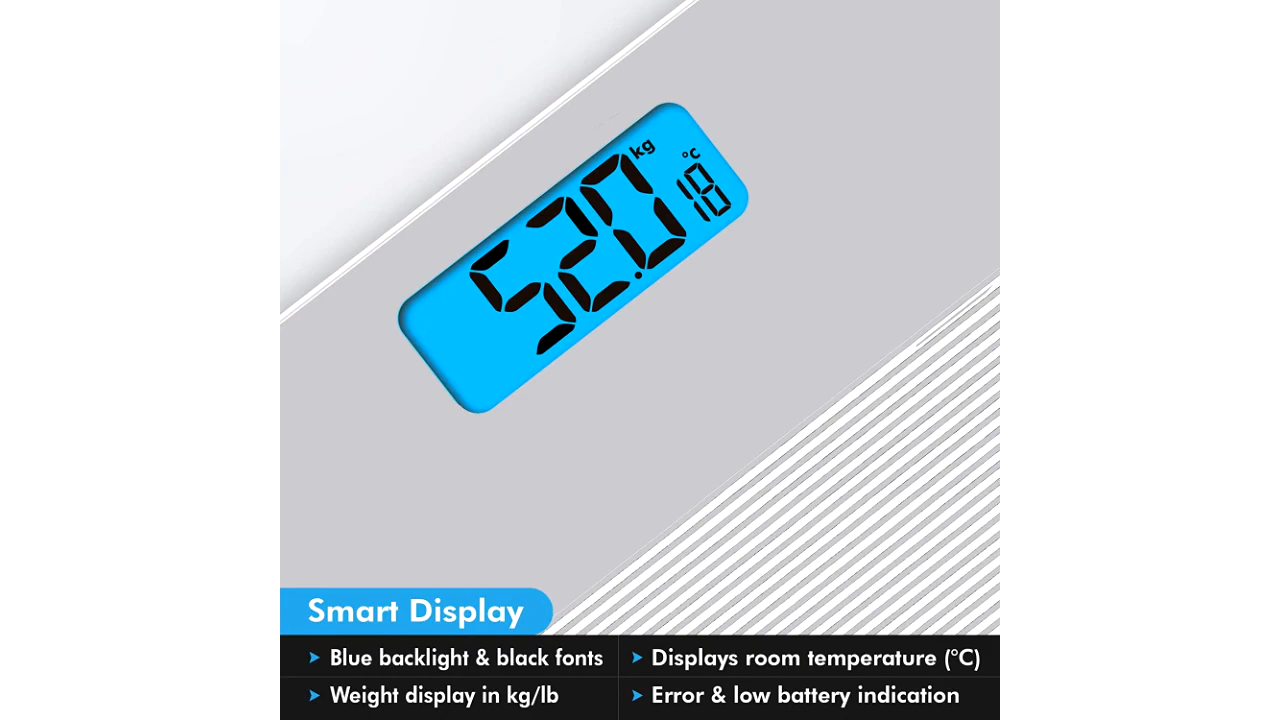 kg
52.0
°C
18
Smart Display
Blue backlight & black fonts
Displays room temperature (°C)
Weight display in kg/lb
Error & low battery indication